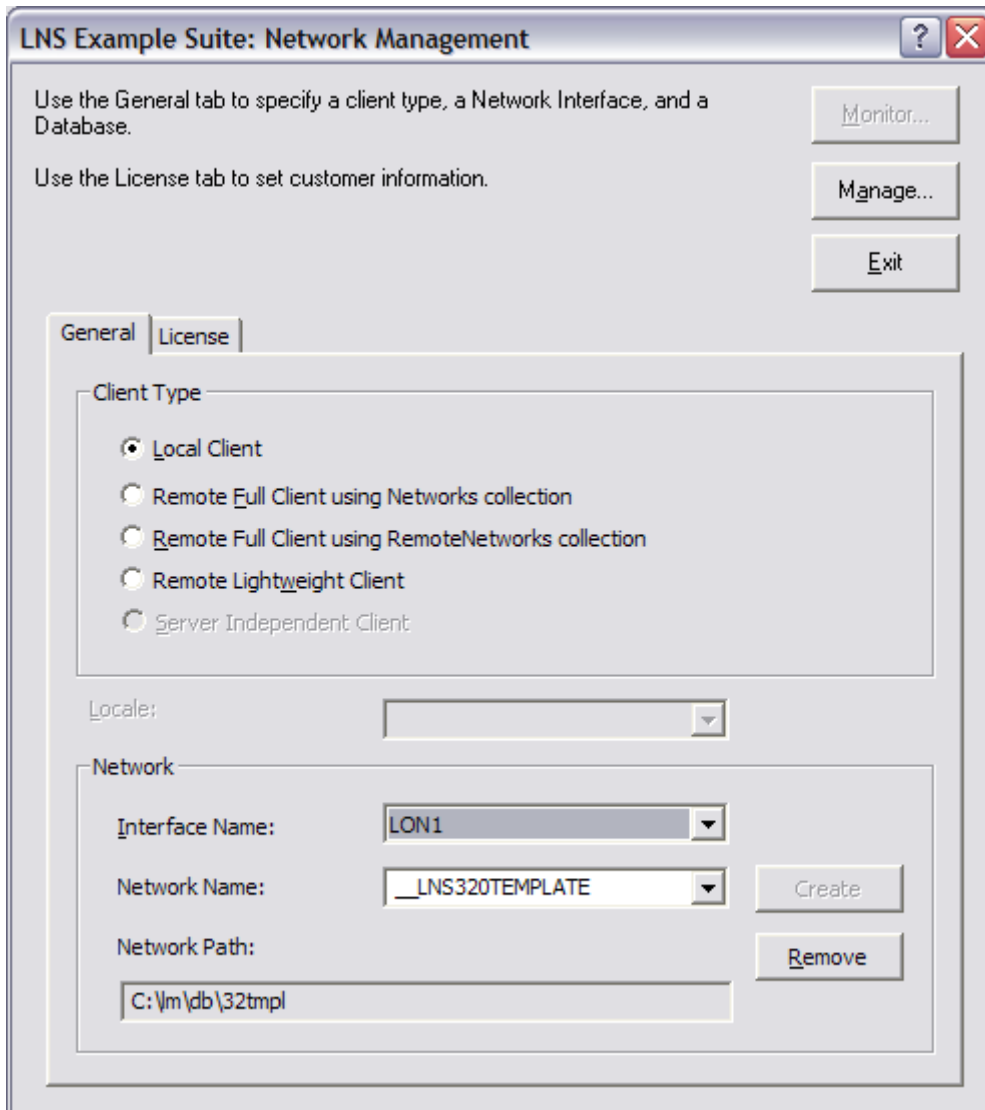 LNS Example Suite: Network Management
?
X
Use the General tab to specify a client type, a Network Interface, and a
Database.
Monitor...
Use the License tab to set customer information.
Manage...
Exit
General
License
Client Type
Local Client
Remote Full Client using Networks collection
Remote Full Client using RemoteNetworks collection
Remote Lightweight Client
Server Independent Client
Locale:
Network
Interface Name:
LON1
Network Name:
__LNS320TEMPLATE
Create
Network Path:
Remove
C:\lm\db\32tmpl